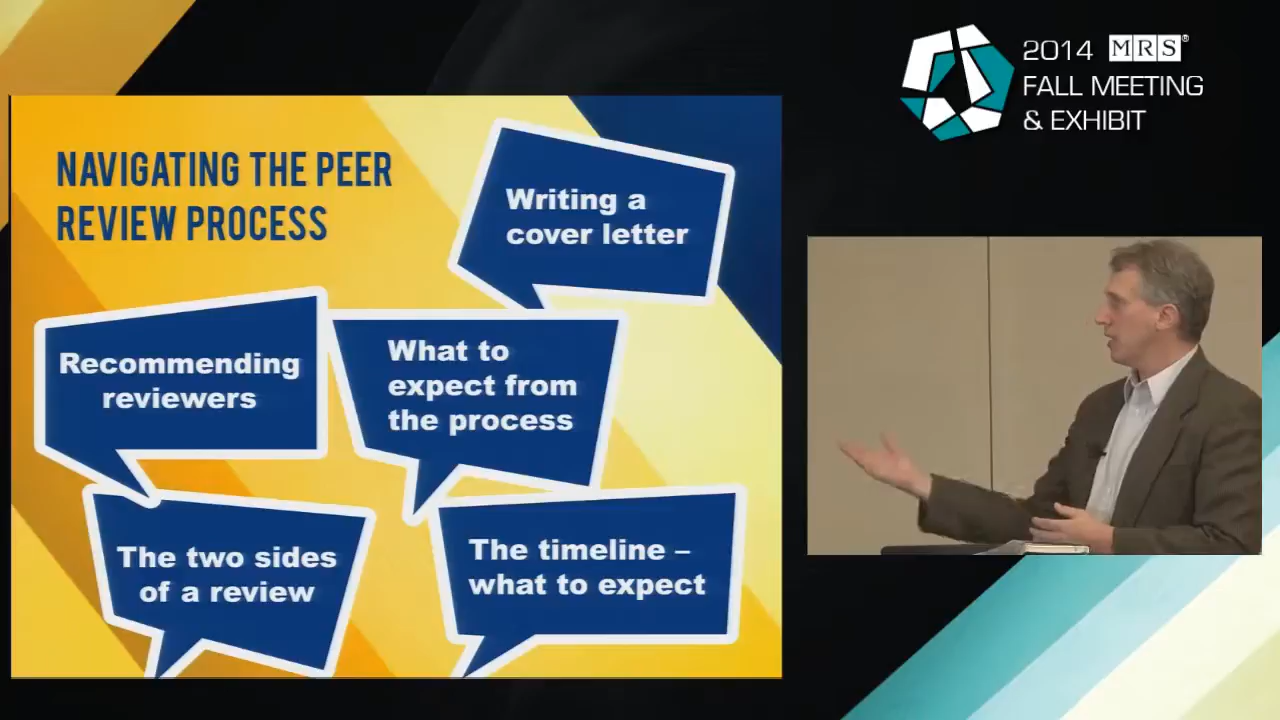 2014 MRS®
FALL MEETING
& EXHIBIT
NAVIGATING THE PEER
REVIEW PROCESS
Writing a
cover letter
Recommending
reviewers
What to
expect from
the process
The two sides
of a review
The timeline –
what to expect